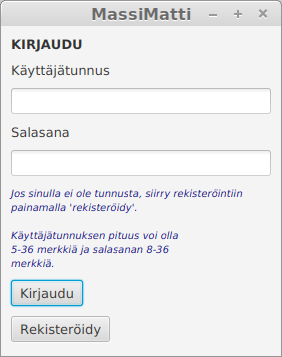 MassiMatti
KIRJAUDU
Käyttäjätunnus
Salasana
Jos sinulla ei ole tunnusta, siirry rekisteröintiin
painamalla 'rekisteröidy'.
Käyttäjätunnuksen pituus voi olla
5-36 merkkiä ja salasanan 8-36
merkkiä.
Kirjaudu
Rekisteröidy